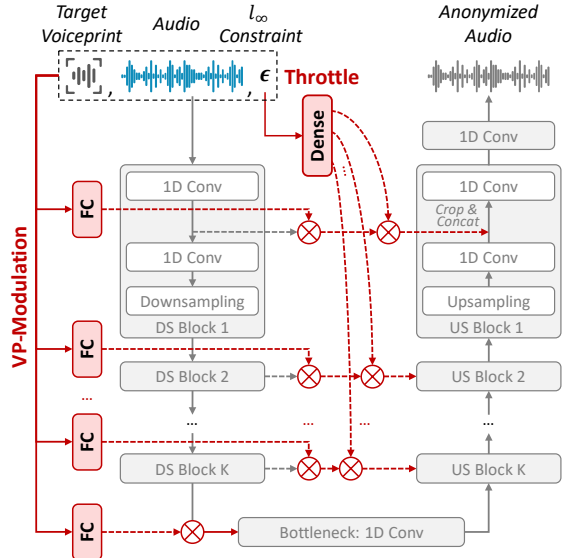 Target
Voiceprint
Audio
l∞
Constraint
Anonymized
Audio
, , ϵ
Throttle
Dense
1D Conv
1D Conv
1D Conv
FC
...
Crop &
Concat
1D Conv
1D Conv
Downsampling
Upsampling
DS Block 1
US Block 1
VP-Modulation
FC
DS Block 2
US Block 2
...
...
...
...
...
FC
DS Block K
US Block K
FC
Bottleneck: 1D Conv